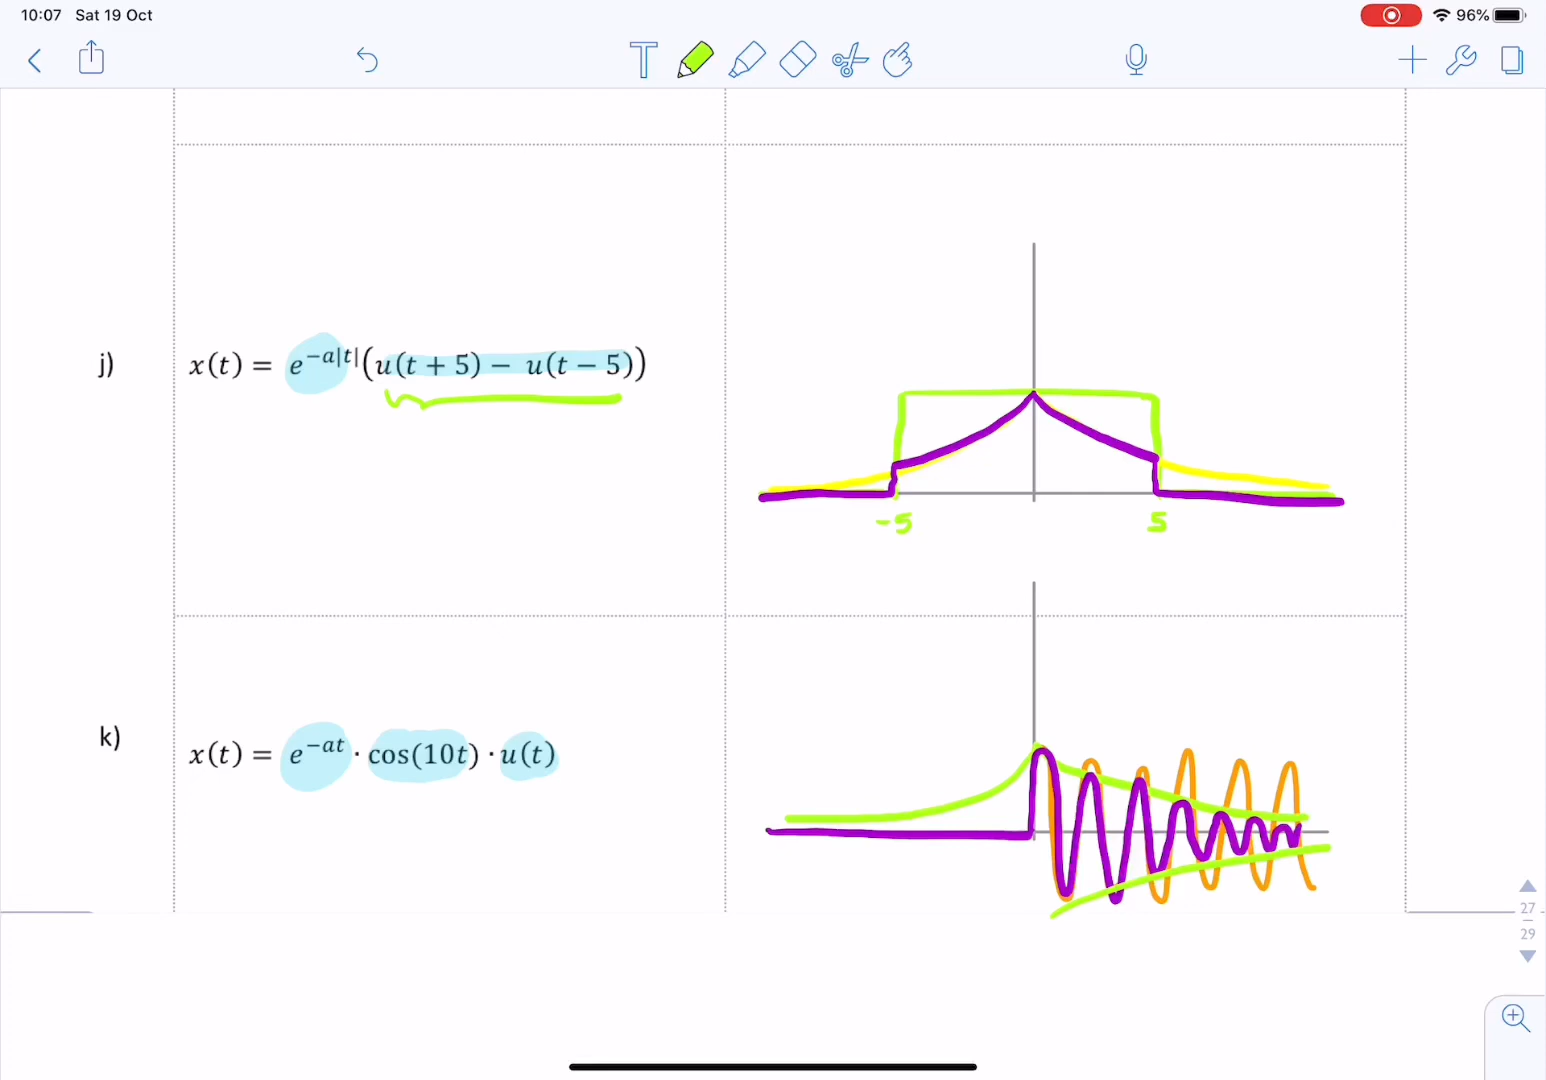 10:07 Sat 19 Oct
96%
T
j) x(t) = e^{-a|t|}(u(t + 5) − u(t − 5))
-5 5
k) x(t) = e^{-at} · cos(10t) · u(t)
27
29